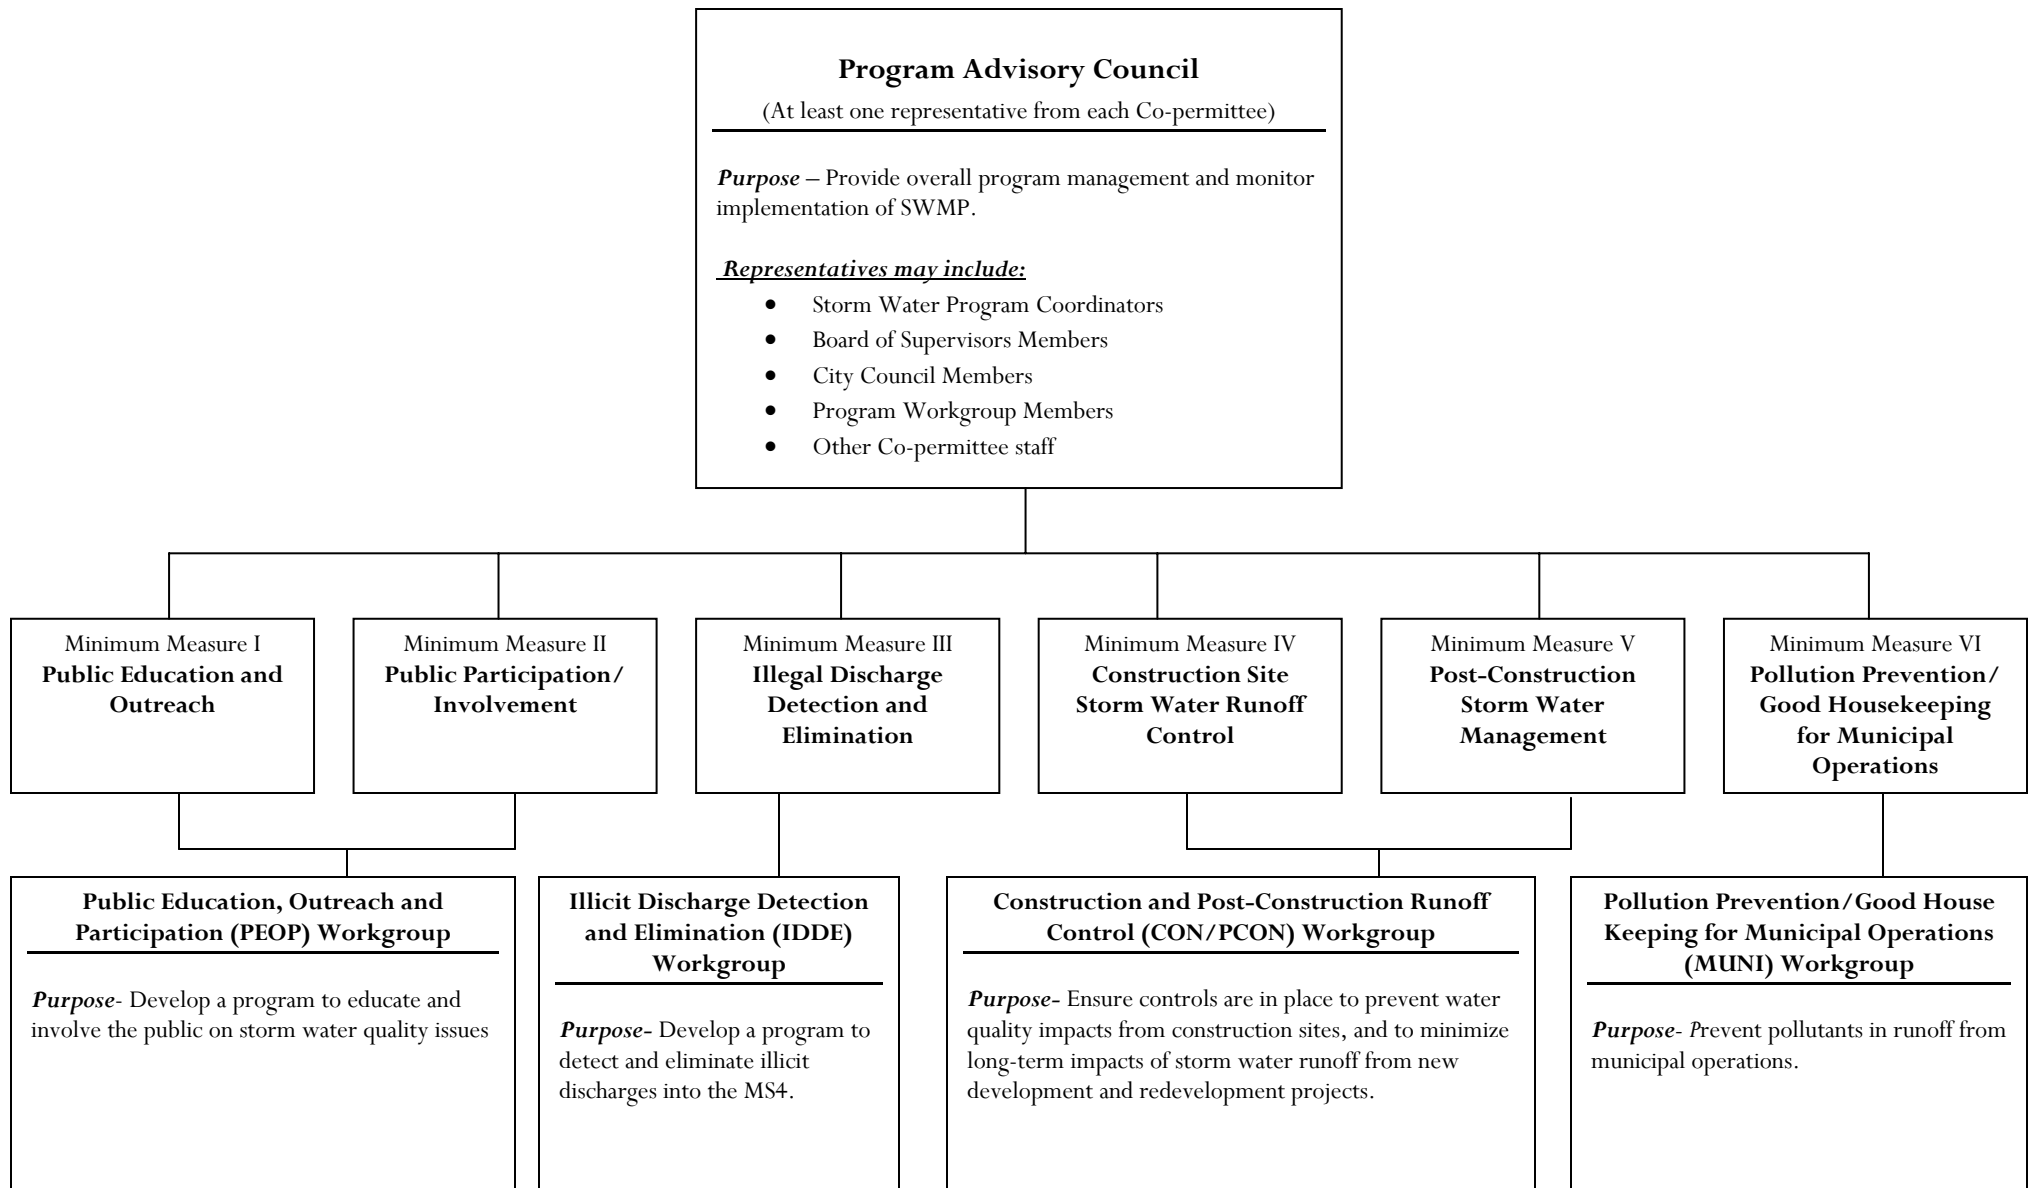 Program Advisory Council
(At least one representative from each Co-permittee)
Purpose – Provide overall program management and monitor
implementation of SWMP.
Representatives may include:
• Storm Water Program Coordinators
• Board of Supervisors Members
• City Council Members
• Program Workgroup Members
• Other Co-permittee staff
Minimum Measure I
Public Education and
Outreach
Minimum Measure II
Public Participation/
Involvement
Minimum Measure III
Illegal Discharge
Detection and
Elimination
Minimum Measure IV
Construction Site
Storm Water Runoff
Control
Minimum Measure V
Post-Construction
Storm Water
Management
Minimum Measure VI
Pollution Prevention/
Good Housekeeping
for Municipal
Operations
Public Education, Outreach and
Participation (PEOP) Workgroup
Purpose- Develop a program to educate and
involve the public on storm water quality issues
Illicit Discharge Detection
and Elimination (IDDE)
Workgroup
Purpose- Develop a program to
detect and eliminate illicit
discharges into the MS4.
Construction and Post-Construction Runoff
Control (CON/PCON) Workgroup
Purpose- Ensure controls are in place to prevent water
quality impacts from construction sites, and to minimize
long-term impacts of storm water runoff from new
development and redevelopment projects.
Pollution Prevention/Good House
Keeping for Municipal Operations
(MUNI) Workgroup
Purpose- Prevent pollutants in runoff from
municipal operations.